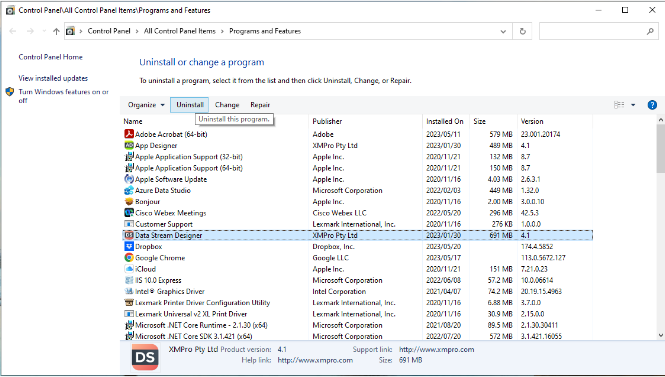 Control Panel\All Control Panel Items\Programs and Features
Control Panel > All Control Panel Items > Programs and Features
Control Panel Home
View installed updates
Turn Windows features on or
off
Uninstall or change a program
To uninstall a program, select it from the list and then click Uninstall, Change, or Repair.
Organize Uninstall Change Repair
Uninstall this program.
Name Publisher Installed On Size Version
Adobe Acrobat (64-bit) Adobe 2023/05/11 579 MB 23.001.20174
App Designer XMPro Pty Ltd 2023/01/30 489 MB 4.1
Apple Application Support (32-bit) Apple Inc. 2020/11/21 132 MB 8.7
Apple Application Support (64-bit) Apple Inc. 2020/11/21 150 MB 8.7
Apple Software Update Apple Inc. 2020/11/16 4.03 MB 2.6.3.1
Azure Data Studio Microsoft Corporation 2022/02/03 449 MB 1.32.0
Bonjour Apple Inc. 2020/11/16 2.00 MB 3.0.0.10
Cisco Webex Meetings Cisco Webex LLC 2022/05/20 296 MB 42.5.3
Customer Support Lexmark International, Inc. 2020/11/16 276 KB 1.0.0.0
Data Stream Designer XMPro Pty Ltd 2023/01/30 691 MB 4.1
Dropbox Dropbox, Inc. 2023/05/20 174.4.5852
Google Chrome Google LLC 2023/05/17 113.0.5672.127
iCloud Apple Inc. 2020/11/21 151 MB 7.21.0.23
IIS 10.0 Express Microsoft Corporation 2022/06/08 57.2 MB 10.0.06614
Intel® Graphics Driver Intel Corporation 2021/04/07 74.2 MB 20.19.15.4963
Lexmark Printer Driver Configuration Utility Lexmark International, Inc. 2020/11/16 6.88 MB 3.7.0.0
Lexmark Universal v2 XL Print Driver Lexmark International, Inc. 2020/11/16 30.9 MB 2.15.0.0
Microsoft .NET Core Runtime - 2.1.30 (x64) Microsoft Corporation 2021/08/20 89.5 MB 2.1.30.30411
Microsoft .NET Core SDK 3.1.421 (x64) Microsoft Corporation 2022/07/20 572 MB 3.1.421.16055
DS
XMPro Pty Ltd Product version: 4.1 Support link: http://www.xmpro.com
Help link: http://www.xmpro.com Size: 691 MB